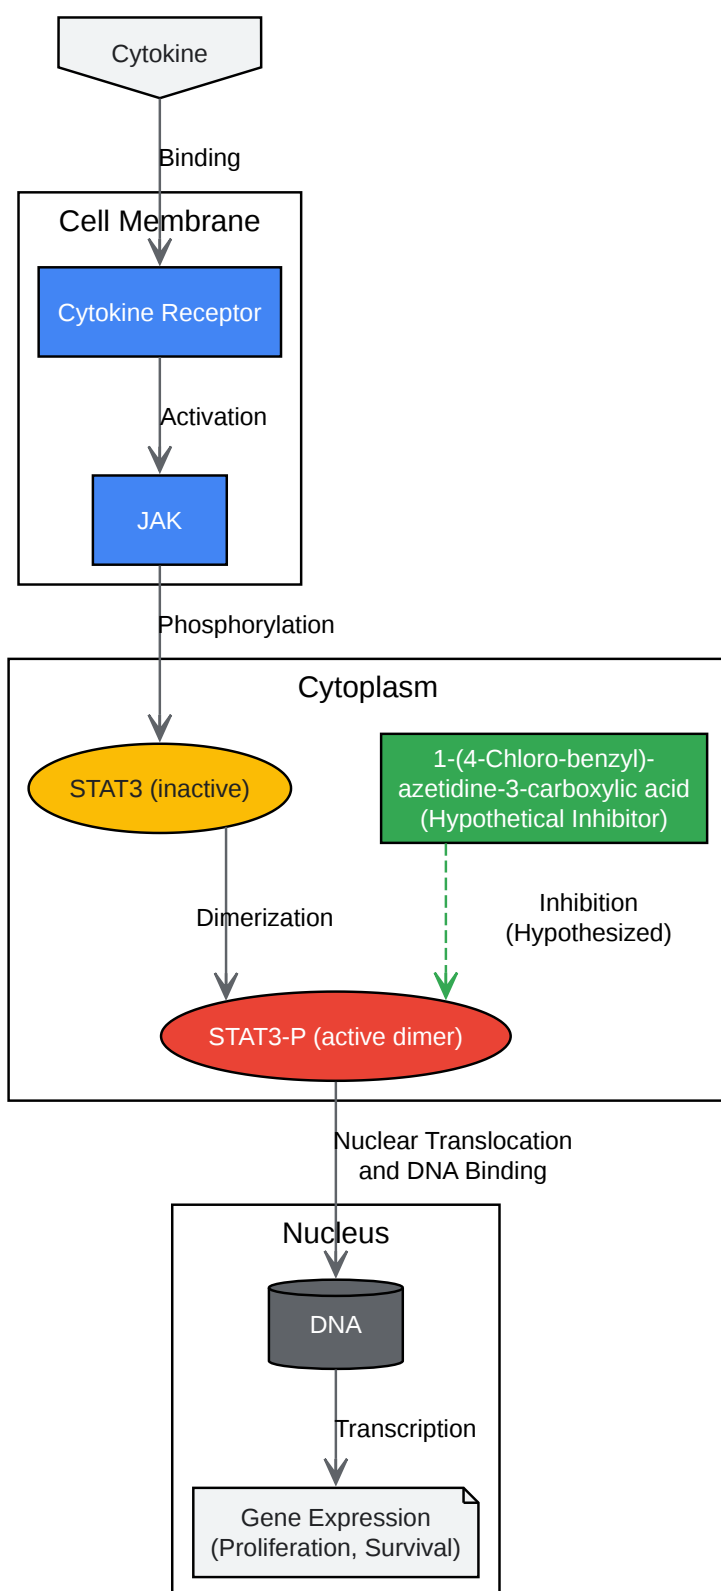 Cytokine
Binding
Cell Membrane
Cytokine Receptor
Activation
JAK
Phosphorylation
Cytoplasm
STAT3 (inactive)
1-(4-Chloro-benzyl)-
azetidine-3-carboxylic acid
(Hypothetical Inhibitor)
Dimerization
Inhibition
(Hypothesized)
STAT3-P (active dimer)
Nuclear Translocation
and DNA Binding
Nucleus
DNA
Transcription
Gene Expression
(Proliferation, Survival)